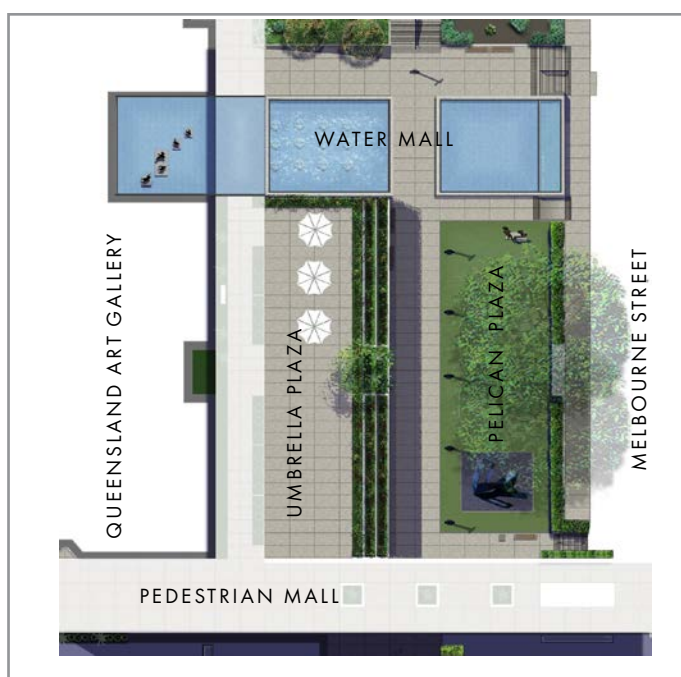 WATER MALL
QUEENSLAND ART GALLERY
UMBRELLA PLAZA
PELICAN PLAZA
MELBOURNE STREET
PEDESTRIAN MALL